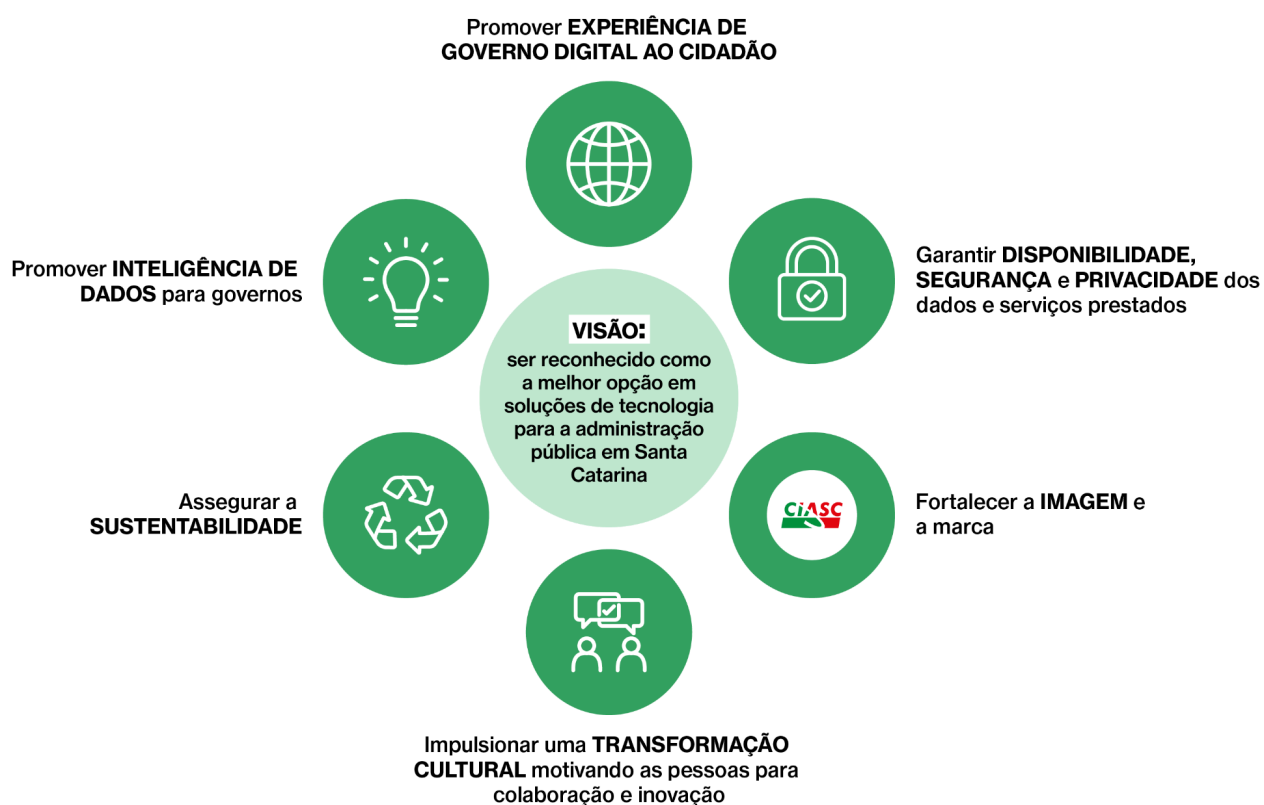 Promover EXPERIÊNCIA DE
GOVERNO DIGITAL AO CIDADÃO
Promover INTELIGÊNCIA DE
DADOS para governos
Garantir DISPONIBILIDADE,
SEGURANÇA e PRIVACIDADE dos
dados e serviços prestados
VISÃO:
ser reconhecido como
a melhor opção em
soluções de tecnologia
para a administração
pública em Santa
Catarina
Assegurar a
SUSTENTABILIDADE
CiASC
Fortalecer a IMAGEM e
a marca
Impulsionar uma TRANSFORMAÇÃO
CULTURAL motivando as pessoas para
colaboração e inovação